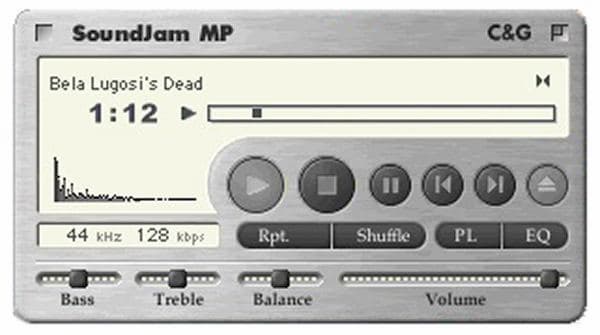 SoundJam MP C&G
Bela Lugosi's Dead
1:12
44 kHz 128 kbps
Rpt. Shuffle PL EQ
Bass Treble Balance Volume